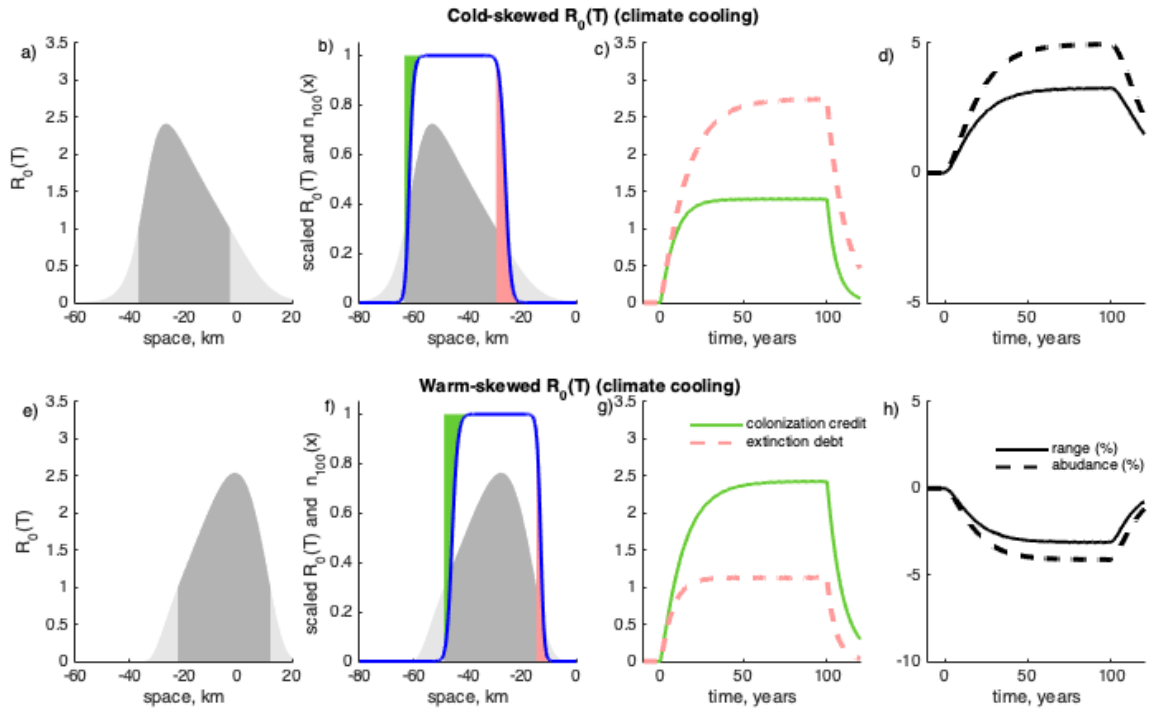 Cold-skewed R0(T) (climate cooling)
a)
3.5
3
2.5
2
1.5
1
0.5
0
R0(T)
-60 -40 -20 0 20
space, km
b)
1
0.8
0.6
0.4
0.2
0
scaled R0(T) and n100(x)
-80 -60 -40 -20 0
space, km
c)
3.5
3
2.5
2
1.5
1
0.5
0
0 50 100
time, years
d)
5
0
-5
0 50 100
time, years
Warm-skewed R0(T) (climate cooling)
e)
3.5
3
2.5
2
1.5
1
0.5
0
R0(T)
-60 -40 -20 0 20
space, km
f)
1
0.8
0.6
0.4
0.2
0
scaled R0(T) and n100(x)
-80 -60 -40 -20 0
space, km
g)
3.5
3
2.5
2
1.5
1
0.5
0
colonization credit
extinction debt
0 50 100
time, years
h)
5
0
-5
-10
range (%)
abudance (%)
0 50 100
time, years